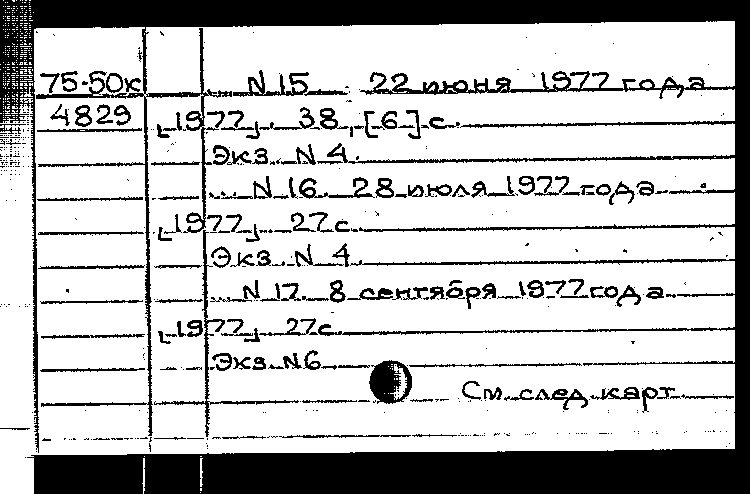 75-50к ... N 15 22 июня 1977 года
4829 ⌊1977⌋. 38, [6] с.
Экз. N 4.
... N 16. 28 июля 1977 года
⌊1977⌋ 27 с.
Экз. N 4.
... N 17. 8 сентября 1977 года
⌊1977⌋ 27с.
Экз. N6
См. след. карт.